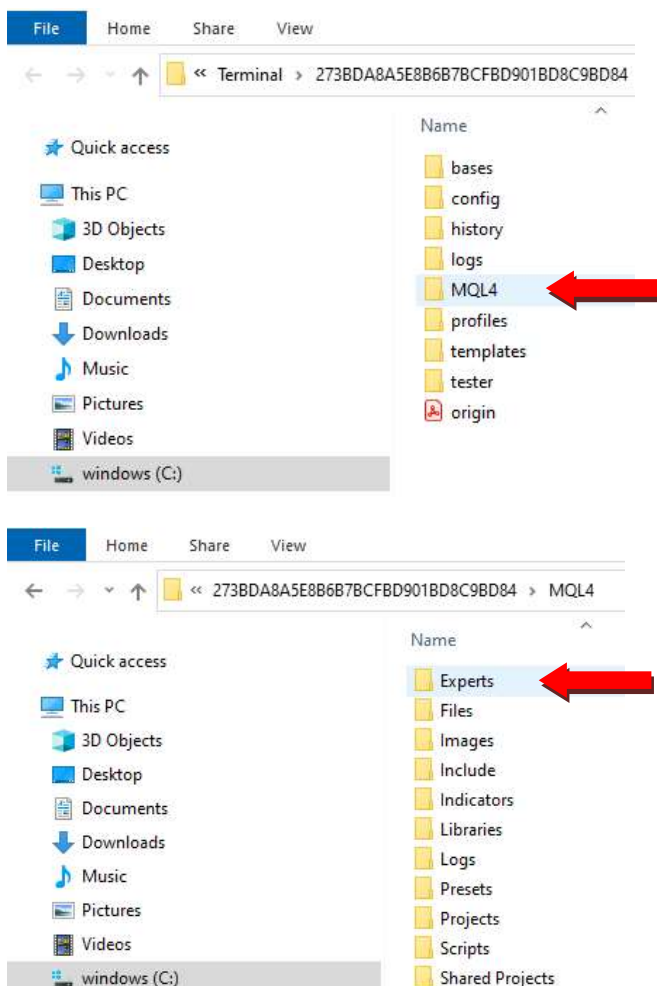 File Home Share View
« Terminal > 273BDA8A5E8B6B7BCFBD901BD8C9BD84
Name
Quick access
This PC
3D Objects
Desktop
Documents
Downloads
Music
Pictures
Videos
windows (C:)
bases
config
history
logs
MQL4
profiles
templates
tester
origin
File Home Share View
« 273BDA8A5E8B6B7BCFBD901BD8C9BD84 > MQL4
Name
Quick access
This PC
3D Objects
Desktop
Documents
Downloads
Music
Pictures
Videos
windows (C:)
Experts
Files
Images
Include
Indicators
Libraries
Logs
Presets
Projects
Scripts
Shared Projects